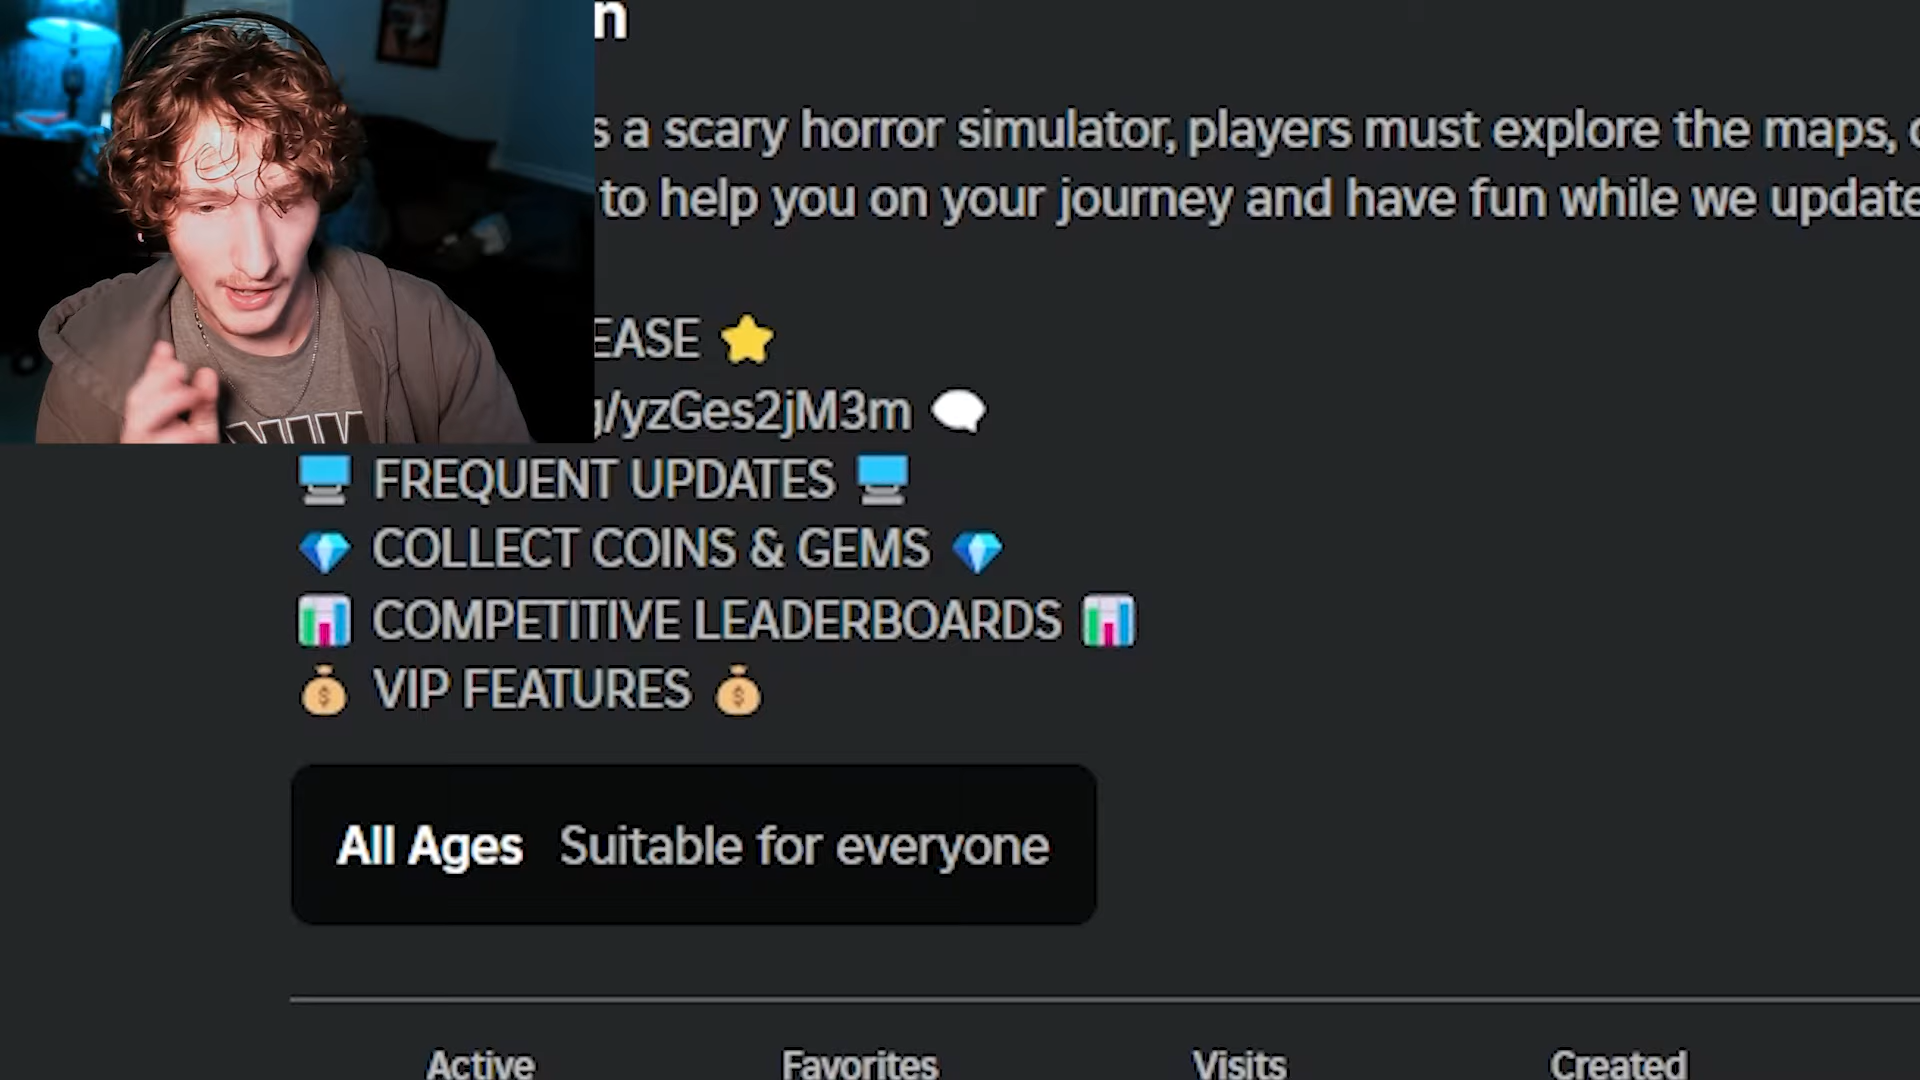 n
s a scary horror simulator, players must explore the maps,
to help you on your journey and have fun while we update
EASE ⭐
g/yzGes2jM3m 💬
🖥️ FREQUENT UPDATES 🖥️
💎 COLLECT COINS & GEMS 💎
📊 COMPETITIVE LEADERBOARDS 📊
💰 VIP FEATURES 💰
All Ages Suitable for everyone
Active Favorites Visits Created